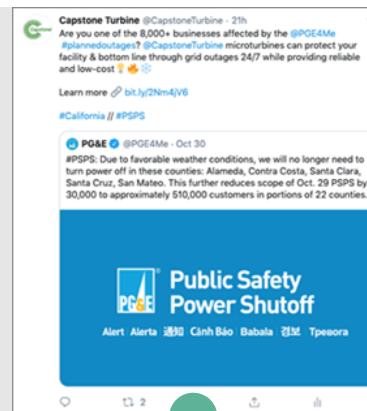 Capstone Turbine @CapstoneTurbine · 21h
Are you one of the 8,000+ businesses affected by the @PGE4Me
#plannedoutages? @CapstoneTurbine microturbines can protect your
facility & bottom line through grid outages 24/7 while providing reliable
and low-cost 💡🔥❄️
Learn more 🔗 bit.ly/2Nm4jV6
#California // #PSPS
PG&E @PGE4Me · Oct 30
#PSPS: Due to favorable weather conditions, we will no longer need to
turn power off in these counties: Alameda, Contra Costa, Santa Clara,
Santa Cruz, San Mateo. This further reduces scope of Oct. 29 PSPS by
30,000 to approximately 510,000 customers in portions of 22 counties.
PG&E
Public Safety
Power Shutoff
Alert Alerta 通知 Cảnh Báo Babala 경보 Тревога
2